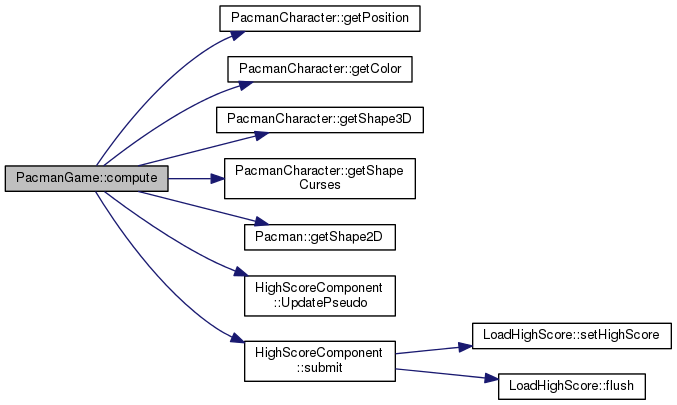 PacmanCharacter::getPosition
PacmanCharacter::getColor
PacmanCharacter::getShape3D
PacmanGame::compute
PacmanCharacter::getShape
Curses
Pacman::getShape2D
HighScoreComponent
::UpdatePseudo
HighScoreComponent
::submit
LoadHighScore::setHighScore
LoadHighScore::flush